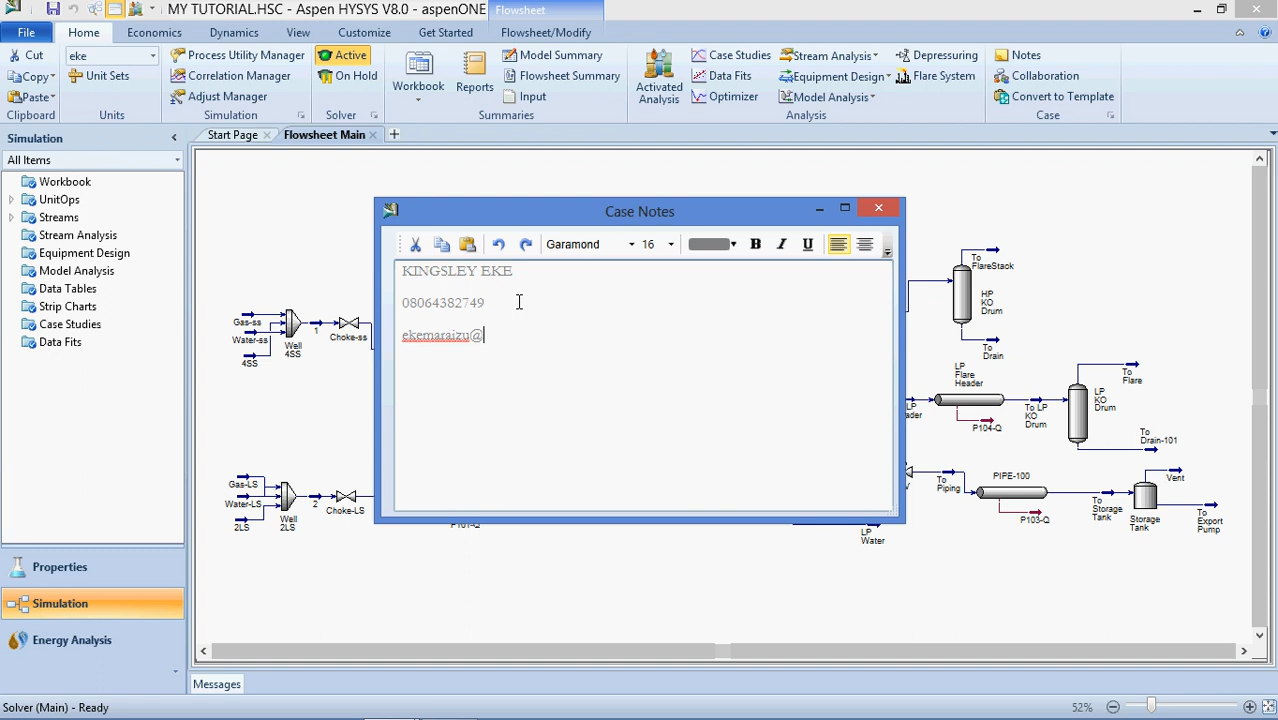 MY TUTORIAL.HSC - Aspen HYSYS V8.0 - aspenONE
Flowsheet
File
Home
Economics
Dynamics
View
Customize
Get Started
Flowsheet/Modify
Cut
Copy
Paste
Clipboard
eke
Unit Sets
Units
Process Utility Manager
Correlation Manager
Adjust Manager
Simulation
Active
On Hold
Solver
Workbook
Reports
Model Summary
Flowsheet Summary
Input
Summaries
Activated
Analysis
Case Studies
Data Fits
Optimizer
Stream Analysis
Equipment Design
Model Analysis
Depressuring
Flare System
Analysis
Notes
Collaboration
Convert to Template
Case
Simulation
All Items
Workbook
UnitOps
Streams
Stream Analysis
Equipment Design
Model Analysis
Data Tables
Strip Charts
Case Studies
Data Fits
Properties
Simulation
Energy Analysis
Start Page
Flowsheet Main
Case Notes
Garamond
16
B
I
U
KINGSLEY EKE
08064382749
ekemaraizu@
Gas-ss
Water-ss
4SS
Well
4SS
1
Choke-ss
Gas-LS
Water-LS
2LS
Well
2LS
2
Choke-LS
P101-Q
LP
Water
To
FlareStack
HP
KO
Drum
To
Drain
LP
Flare
Header
P104-Q
To LP
KO
Drum
To
Flare
LP
KO
Drum
To
Drain-101
To
Piping
PIPE-100
P103-Q
To
Storage
Tank
Vent
Storage
Tank
To
Export
Pump
Messages
Solver (Main) - Ready
52%